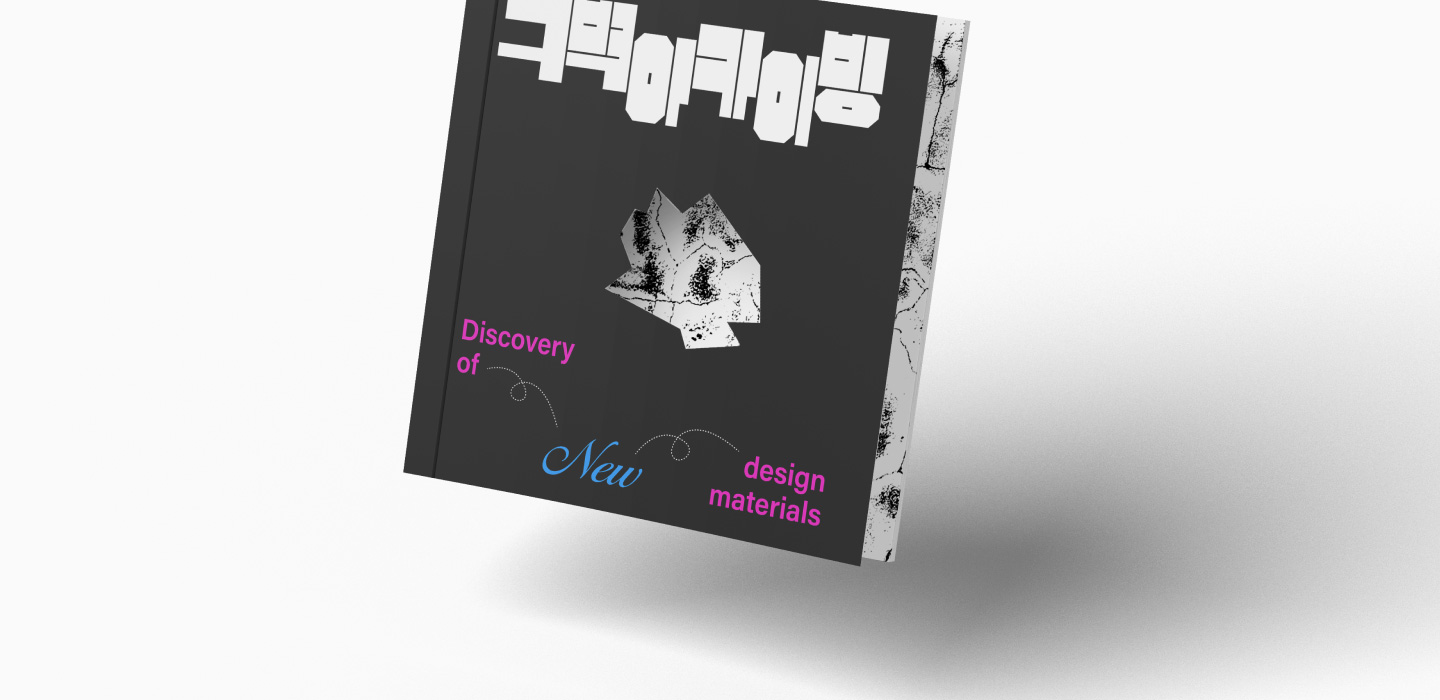 아카이빙
Discovery
of
New
design
materials